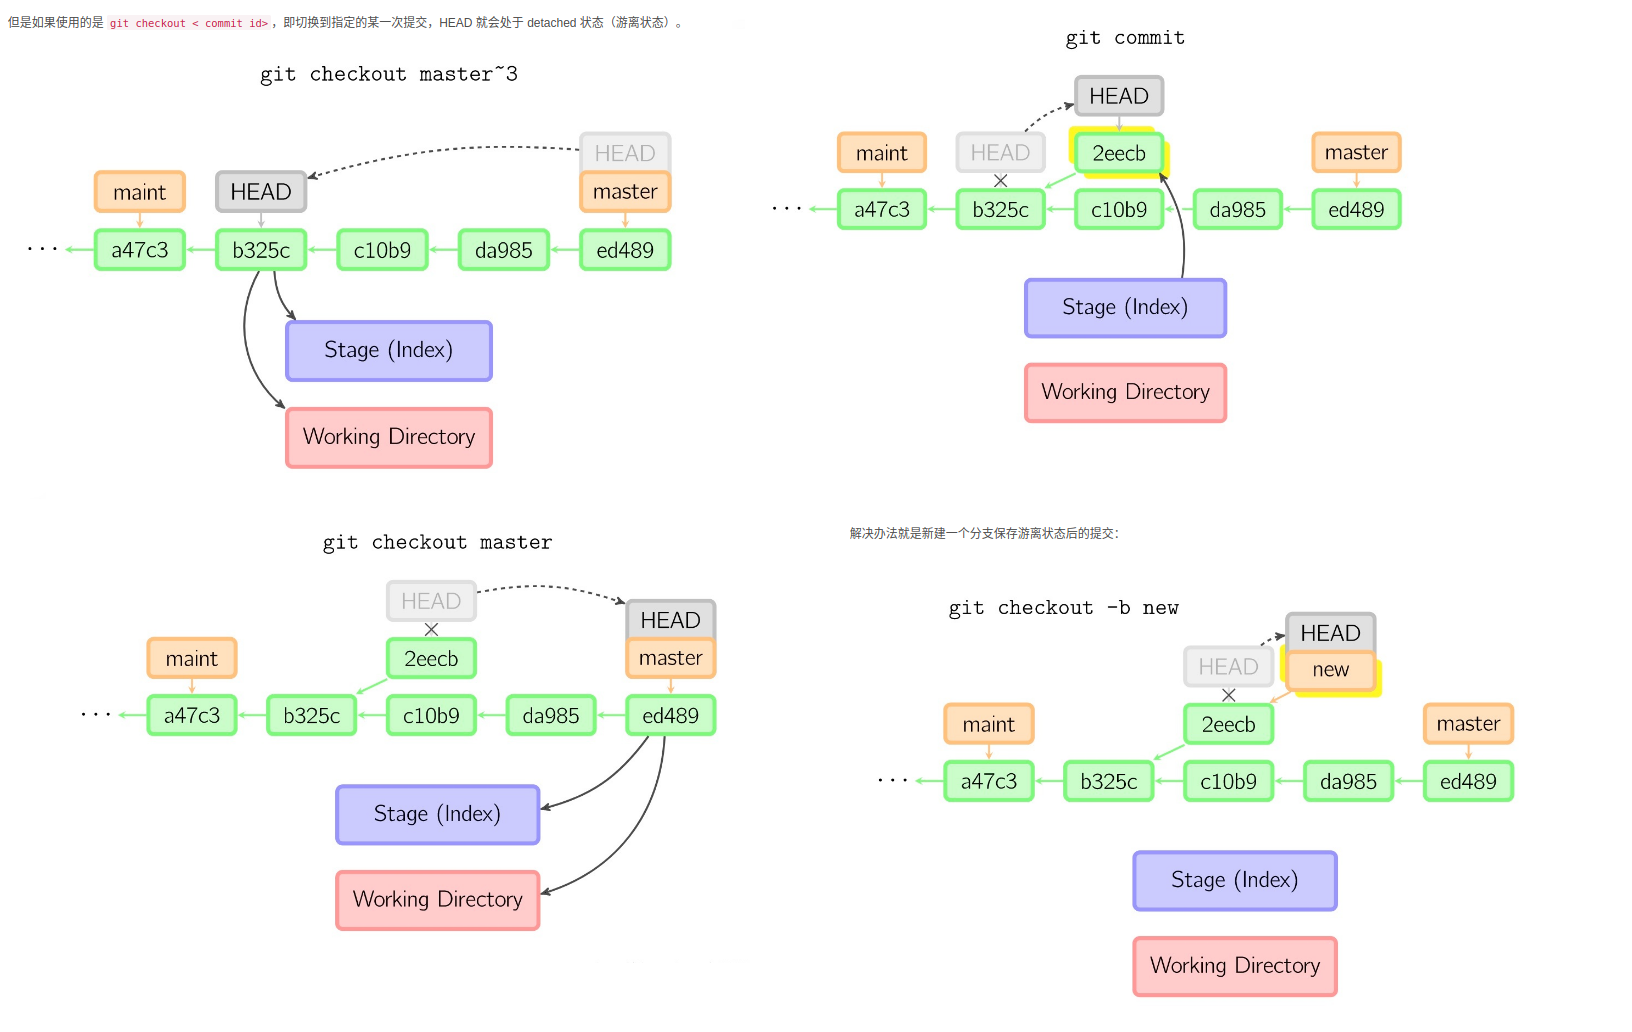 但是如果使用的是 git checkout < commit id>，即切换到指定的某一次提交，HEAD 就会处于 detached 状态（游离状态）。
git checkout master~3
HEAD
maint
HEAD
master
...
a47c3
b325c
c10b9
da985
ed489
Stage (Index)
Working Directory
git commit
HEAD
maint
HEAD
2eecb
master
...
a47c3
b325c
c10b9
da985
ed489
Stage (Index)
Working Directory
git checkout master
HEAD
HEAD
maint
2eecb
master
...
a47c3
b325c
c10b9
da985
ed489
Stage (Index)
Working Directory
解决办法就是新建一个分支保存游离状态后的提交：
git checkout -b new
HEAD
HEAD
new
maint
2eecb
master
...
a47c3
b325c
c10b9
da985
ed489
Stage (Index)
Working Directory